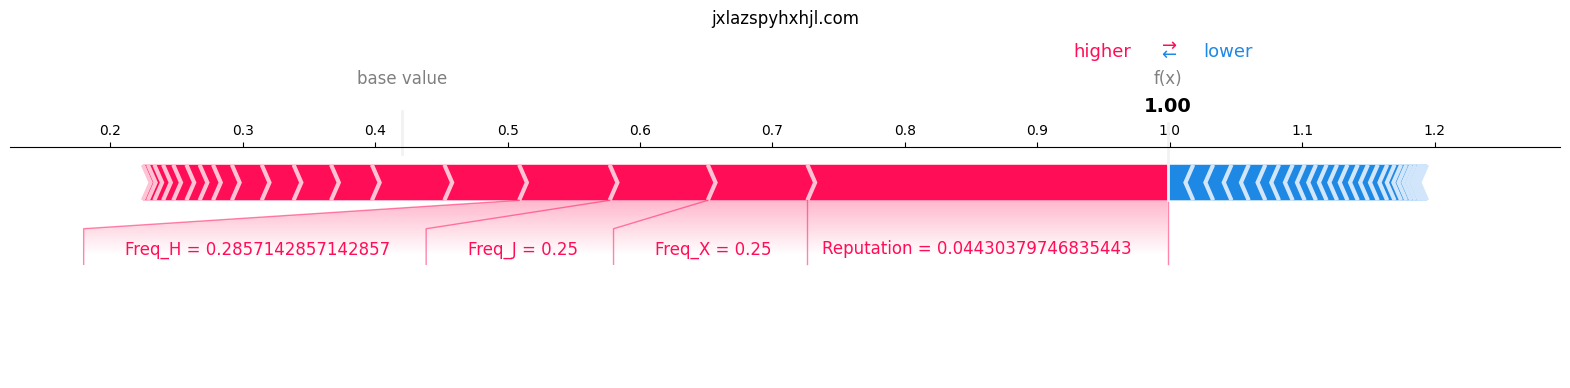 jxlazspyhxhjl.com
higher ⇄ lower
base value f(x)
1.00
0.2 0.3 0.4 0.5 0.6 0.7 0.8 0.9 1.0 1.1 1.2
Freq_H = 0.2857142857142857 Freq_J = 0.25 Freq_X = 0.25 Reputation = 0.04430379746835443